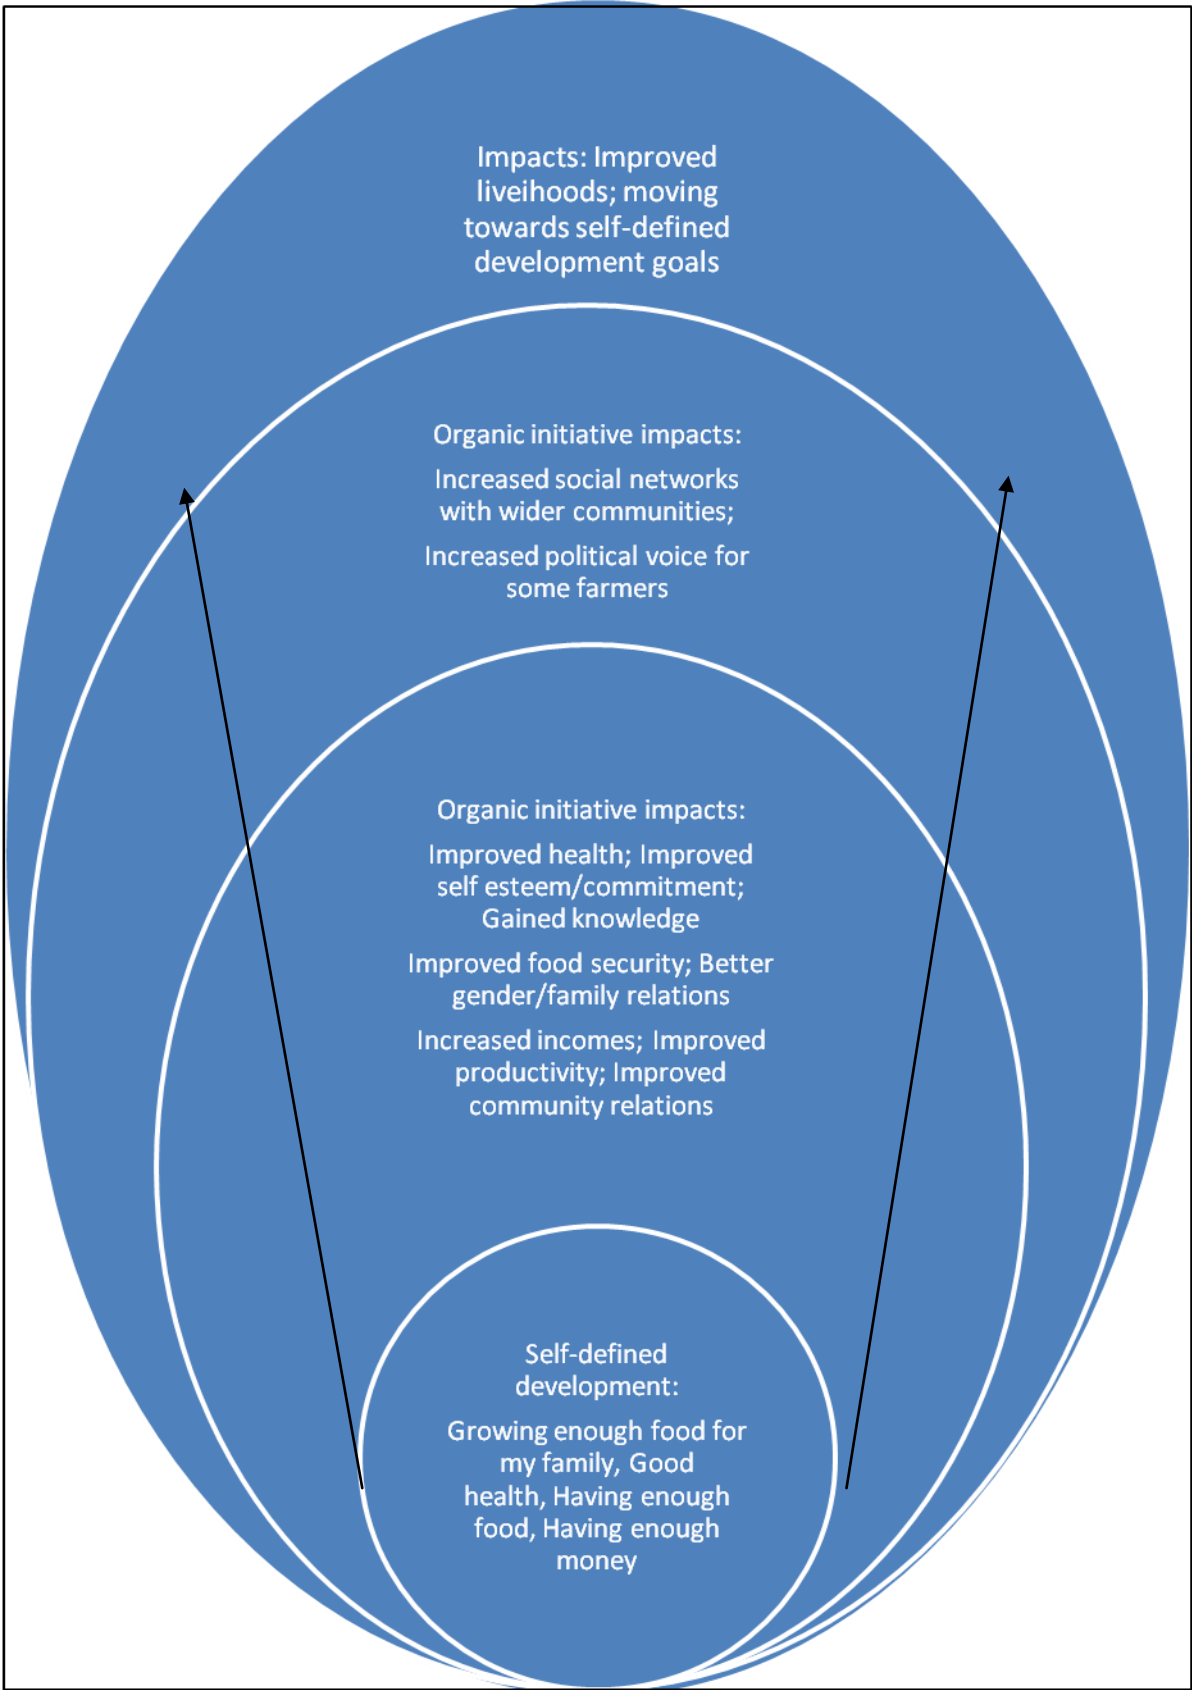 Impacts: Improved
liveihoods; moving
towards self-defined
development goals
Organic initiative impacts:
Increased social networks
with wider communities;
Increased political voice for
some farmers
Organic initiative impacts:
Improved health; Improved
self esteem/commitment;
Gained knowledge
Improved food security; Better
gender/family relations
Increased incomes; Improved
productivity; Improved
community relations
Self-defined
development:
Growing enough food for
my family, Good
health, Having enough
food, Having enough
money